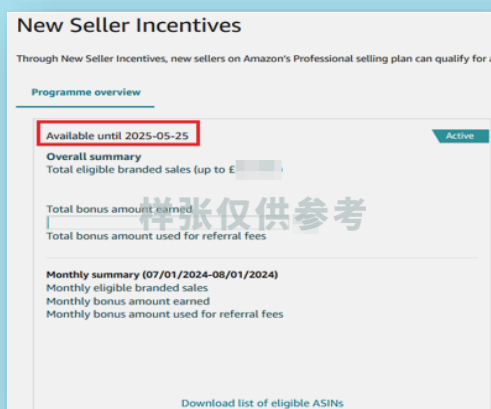 New Seller Incentives
Through New Seller Incentives, new sellers on Amazon's Professional selling plan can qualify for
Programme overview
Available until 2025-05-25
Active
Overall summary
Total eligible branded sales (up to £
Total bonus amount earned
样张仅供参考
Total bonus amount used for referral fees
Monthly summary (07/01/2024-08/01/2024)
Monthly eligible branded sales
Monthly bonus amount earned
Monthly bonus amount used for referral fees
Download list of eligible ASINs